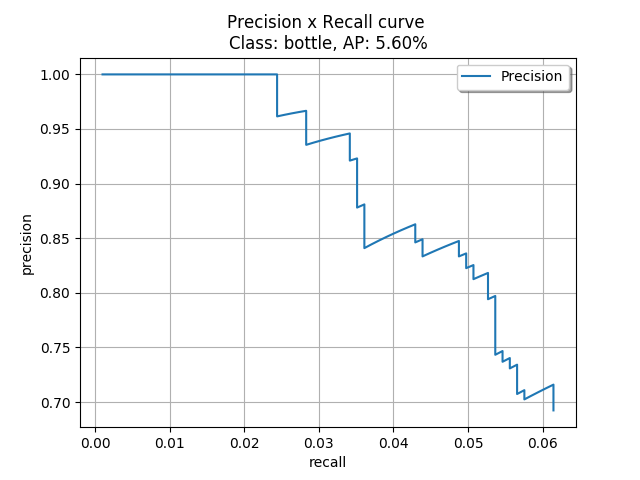 Precision x Recall curve
Class: bottle, AP: 5.60%
Precision
1.00
0.95
0.90
0.85
0.80
0.75
0.70
precision
0.00 0.01 0.02 0.03 0.04 0.05 0.06
recall